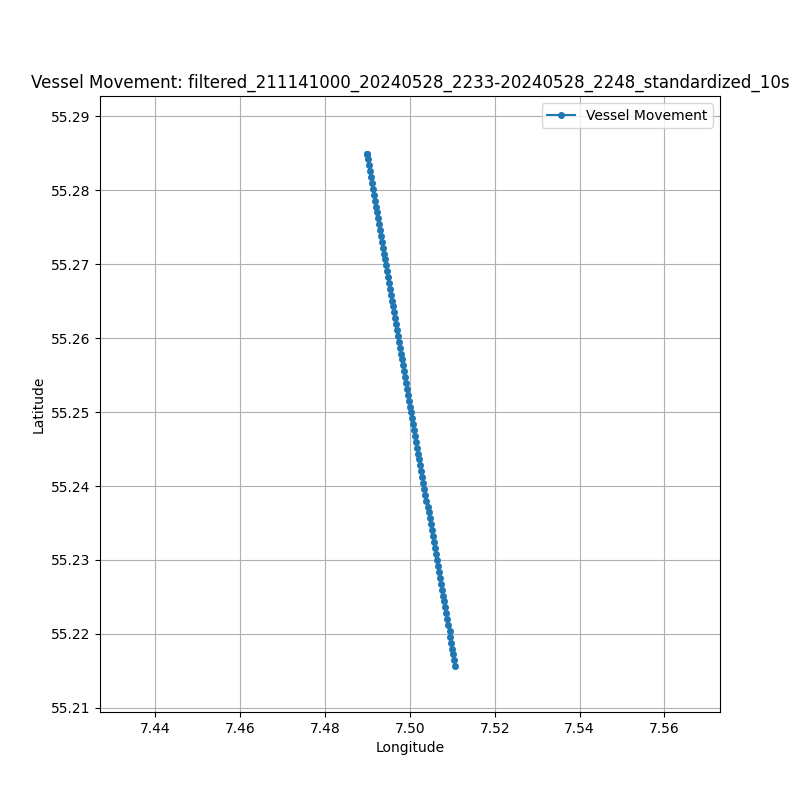 Vessel Movement: filtered_211141000_20240528_2233-20240528_2248_standardized_10s
Vessel Movement
55.29
55.28
55.27
55.26
55.25
55.24
55.23
55.22
55.21
Latitude
7.44 7.46 7.48 7.50 7.52 7.54 7.56
Longitude